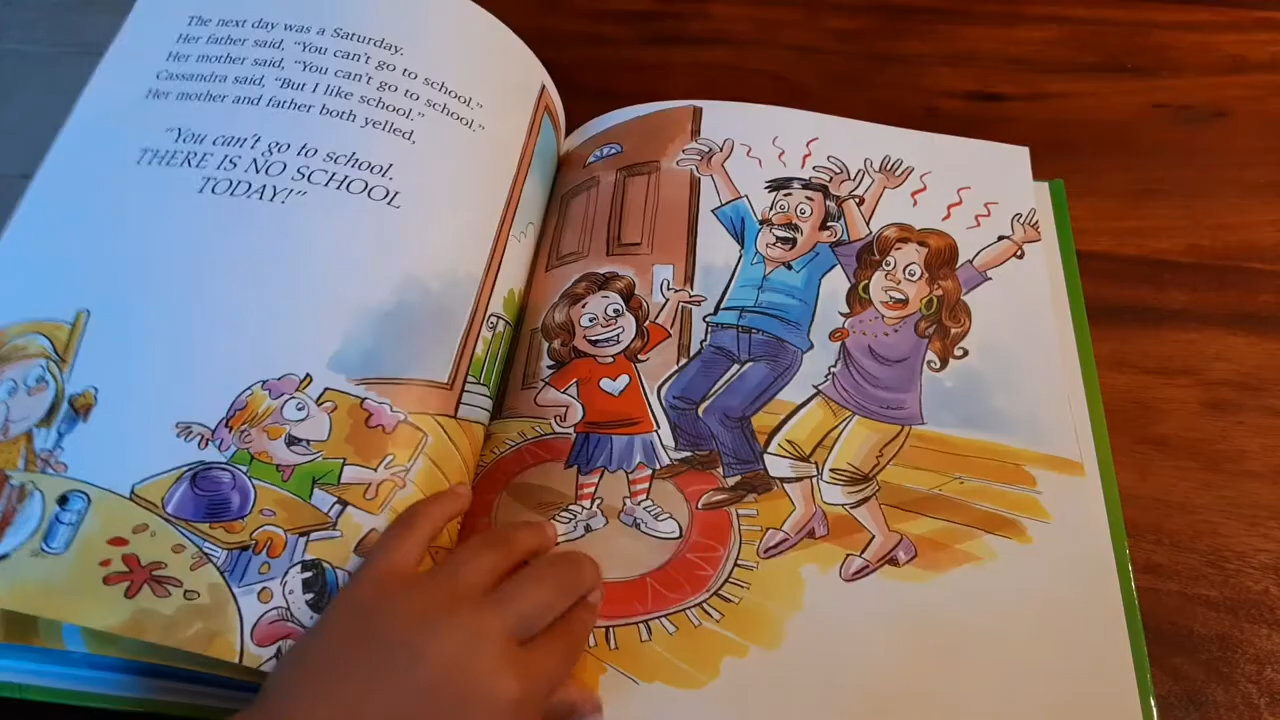 The next day was a Saturday.
Her father said, “You can’t go to school.”
Her mother said, “You can’t go to school.”
Cassandra said, “But I like school.”
Her mother and father both yelled,
“You can’t go to school.
THERE IS NO SCHOOL
TODAY!”